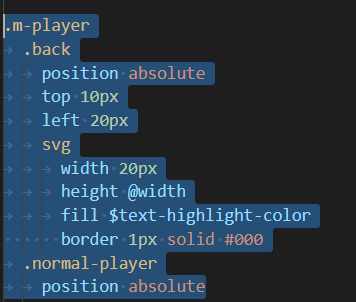 .m-player
.back
position absolute
top 10px
left 20px
svg
width 20px
height @width
fill $text-highlight-color
border 1px solid #000
.normal-player
position absolute